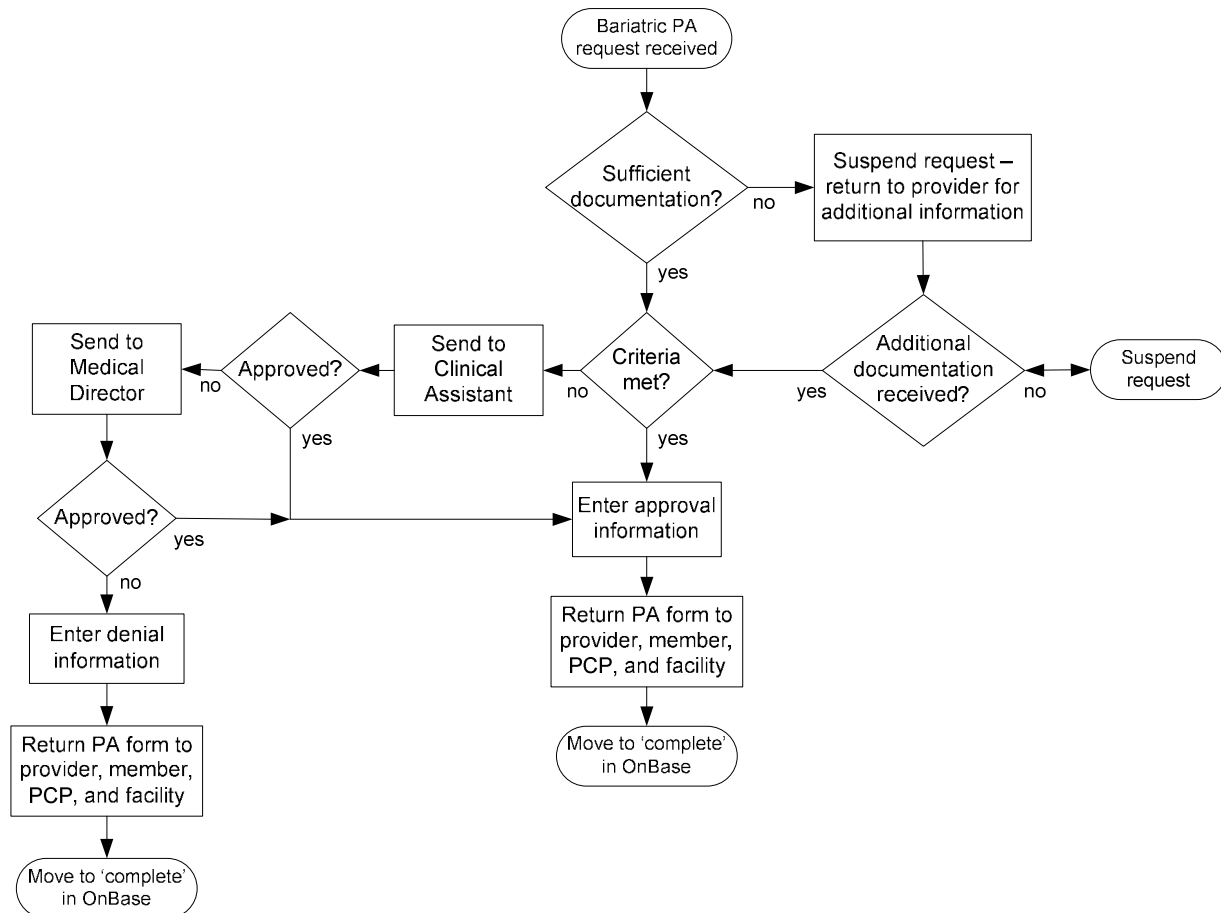 Bariatric PA
request received
Sufficient
documentation?
no
yes
Suspend request –
return to provider for
additional information
Additional
documentation
received?
no
yes
Suspend
request
Criteria
met?
no
yes
Send to
Clinical
Assistant
Approved?
no
yes
Send to
Medical
Director
Approved?
yes
no
Enter approval
information
Return PA form to
provider, member,
PCP, and facility
Move to ‘complete’
in OnBase
Enter denial
information
Return PA form to
provider, member,
PCP, and facility
Move to ‘complete’
in OnBase